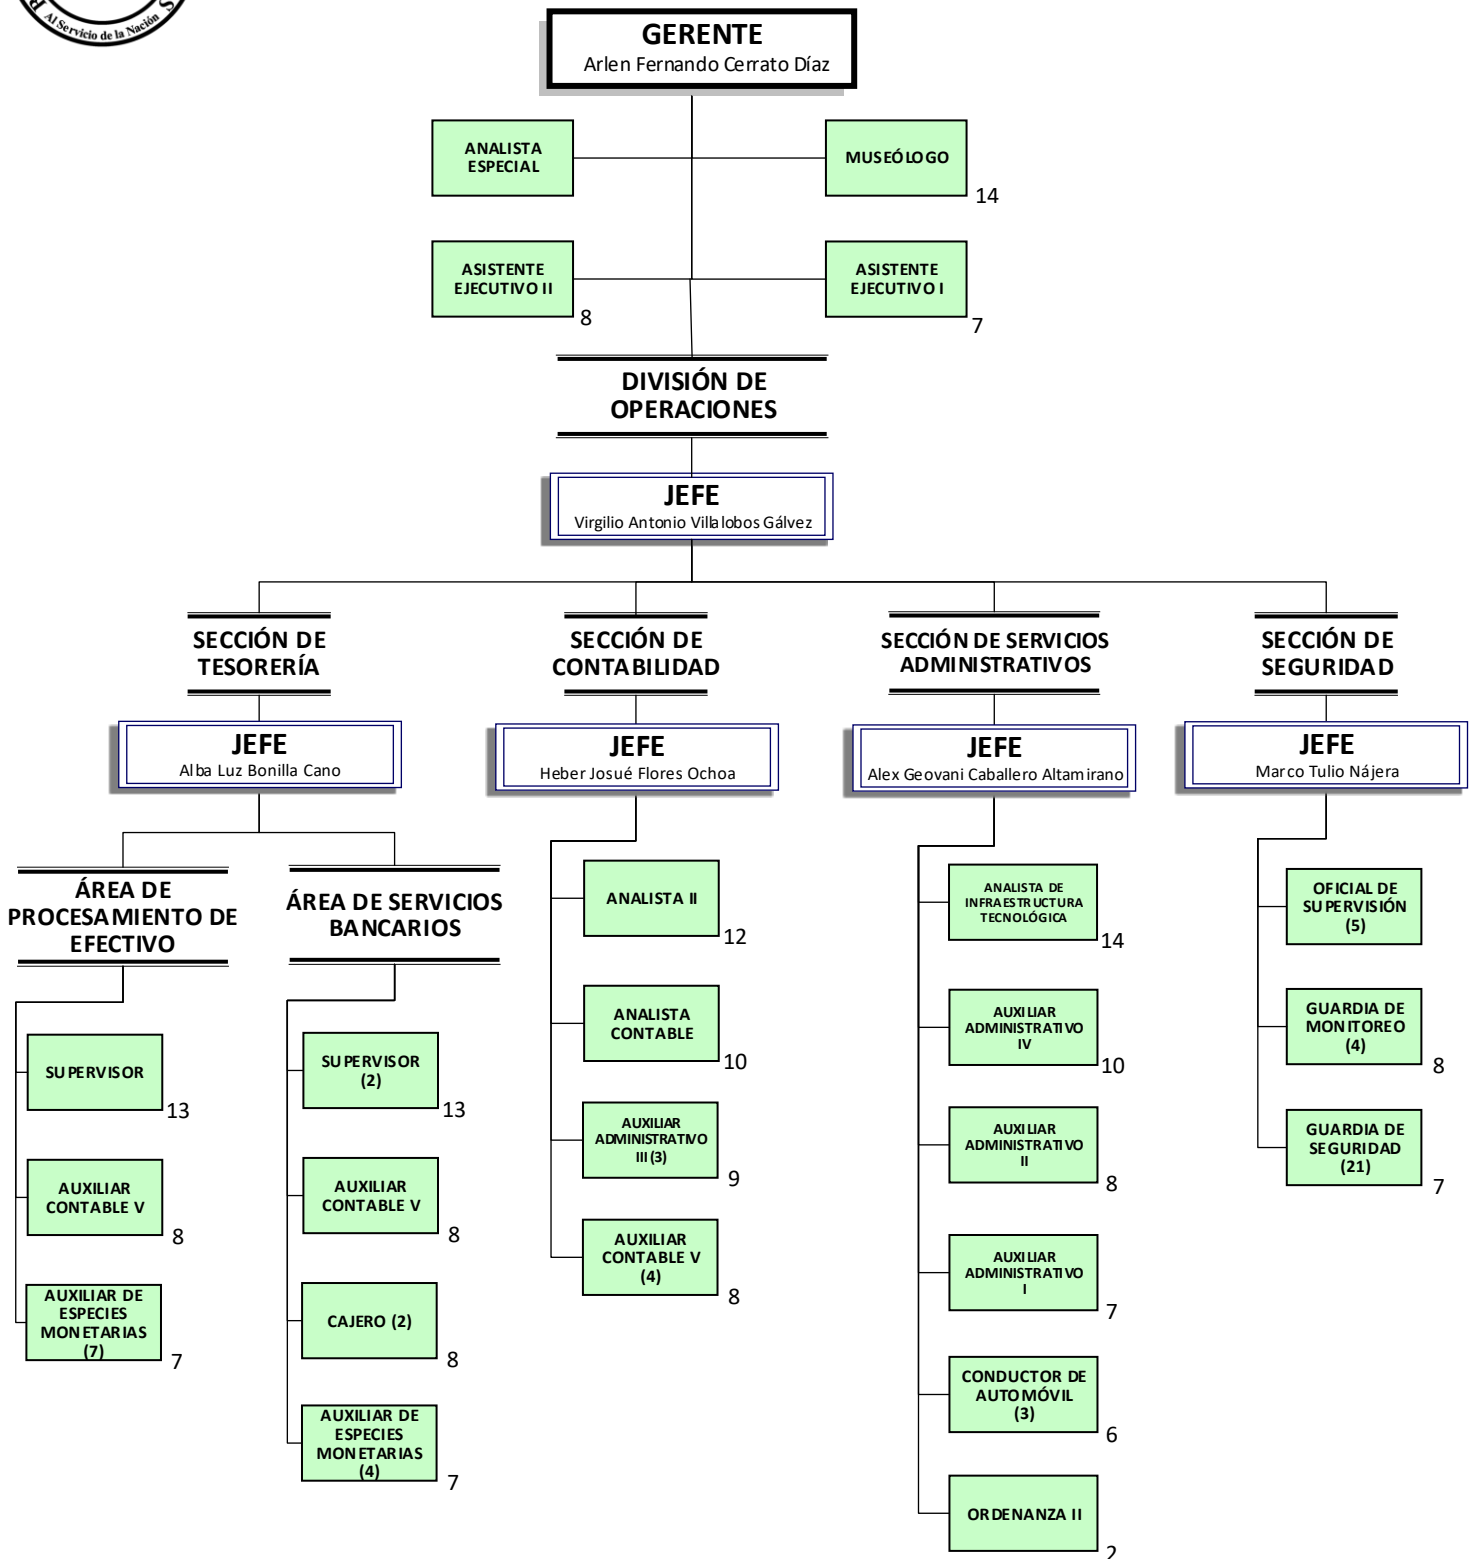 Al Servicio de la Nación
GERENTE
Arlen Fernando Cerrato Díaz
ANALISTA
ESPECIAL
MUSEÓLOGO
14
ASISTENTE
EJECUTIVO II
8
ASISTENTE
EJECUTIVO I
7
DIVISIÓN DE
OPERACIONES
JEFE
Virgilio Antonio Villalobos Gálvez
SECCIÓN DE
TESORERÍA
JEFE
Alba Luz Bonilla Cano
ÁREA DE
PROCESAMIENTO DE
EFECTIVO
SUPERVISOR
13
AUXILIAR
CONTABLE V
8
AUXILIAR DE
ESPECIES
MONETARIAS
(7)
7
ÁREA DE SERVICIOS
BANCARIOS
SUPERVISOR
(2)
13
AUXILIAR
CONTABLE V
8
CAJERO (2)
8
AUXILIAR DE
ESPECIES
MONETARIAS
(4)
7
SECCIÓN DE
CONTABILIDAD
JEFE
Heber Josué Flores Ochoa
ANALISTA II
12
ANALISTA
CONTABLE
10
AUXILIAR
ADMINISTRATIVO
III (3)
9
AUXILIAR
CONTABLE V
(4)
8
SECCIÓN DE SERVICIOS
ADMINISTRATIVOS
JEFE
Alex Geovani Caballero Altamirano
ANALISTA DE
INFRAESTRUCTURA
TECNOLÓGICA
14
AUXILIAR
ADMINISTRATIVO
IV
10
AUXILIAR
ADMINISTRATIVO
II
8
AUXILIAR
ADMINISTRATIVO
I
7
CONDUCTOR DE
AUTOMÓVIL
(3)
6
ORDENANZA II
2
SECCIÓN DE
SEGURIDAD
JEFE
Marco Tulio Nájera
OFICIAL DE
SUPERVISIÓN
(5)
GUARDIA DE
MONITOREO
(4)
8
GUARDIA DE
SEGURIDAD
(21)
7